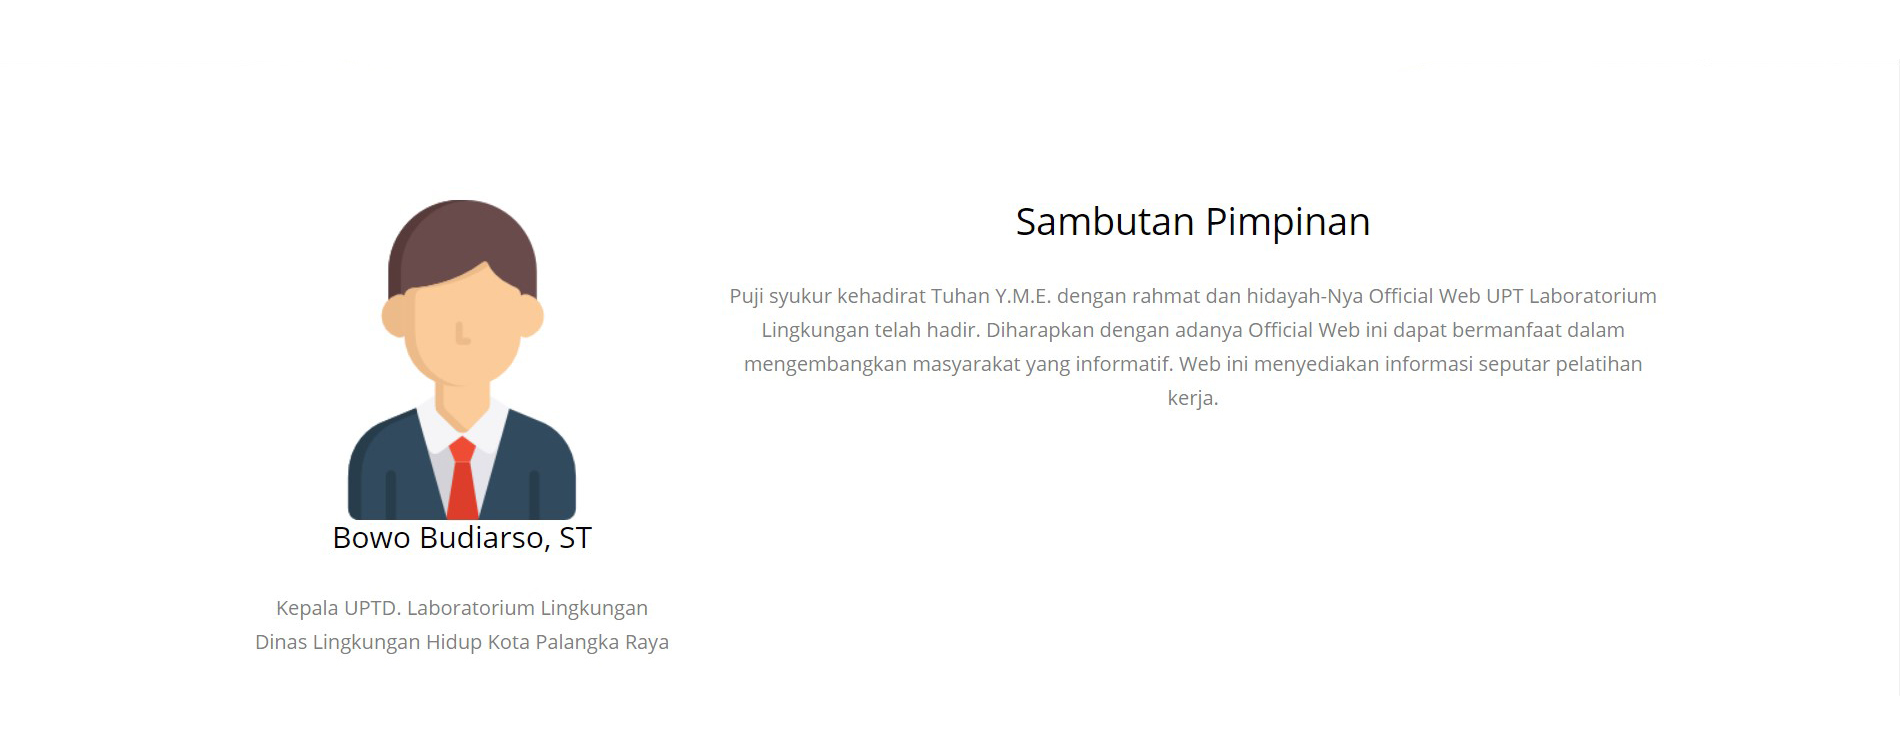 Bowo Budiarso, ST
Kepala UPTD. Laboratorium Lingkungan
Dinas Lingkungan Hidup Kota Palangka Raya
Sambutan Pimpinan
Puji syukur kehadirat Tuhan Y.M.E. dengan rahmat dan hidayah-Nya Official Web UPT Laboratorium
Lingkungan telah hadir. Diharapkan dengan adanya Official Web ini dapat bermanfaat dalam
mengembangkan masyarakat yang informatif. Web ini menyediakan informasi seputar pelatihan
kerja.